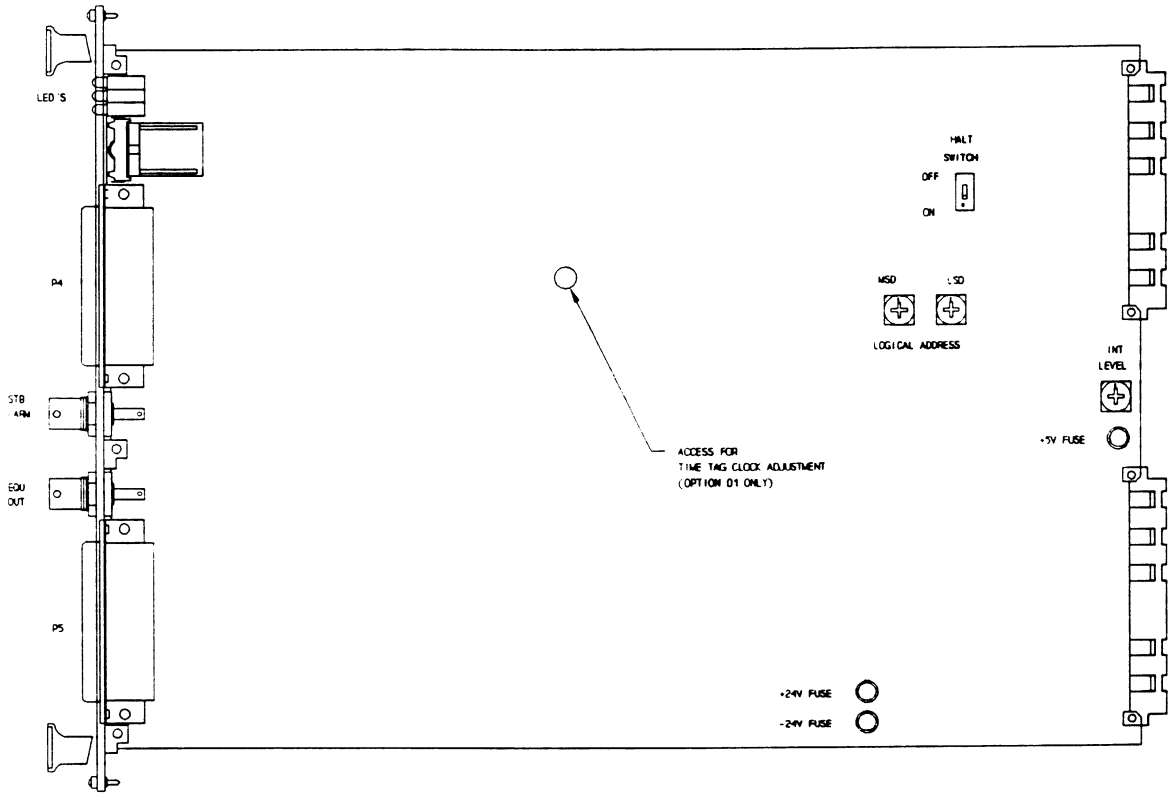 LED'S
HALT
SWITCH
OFF
ON
P4
MSD
LSD
LOGICAL ADDRESS
INT
LEVEL
STB
ARM
+5V FUSE
ACCESS FOR
TIME TAG CLOCK ADJUSTMENT
(OPTION 01 ONLY)
EQU
OUT
P5
+24V FUSE
-24V FUSE